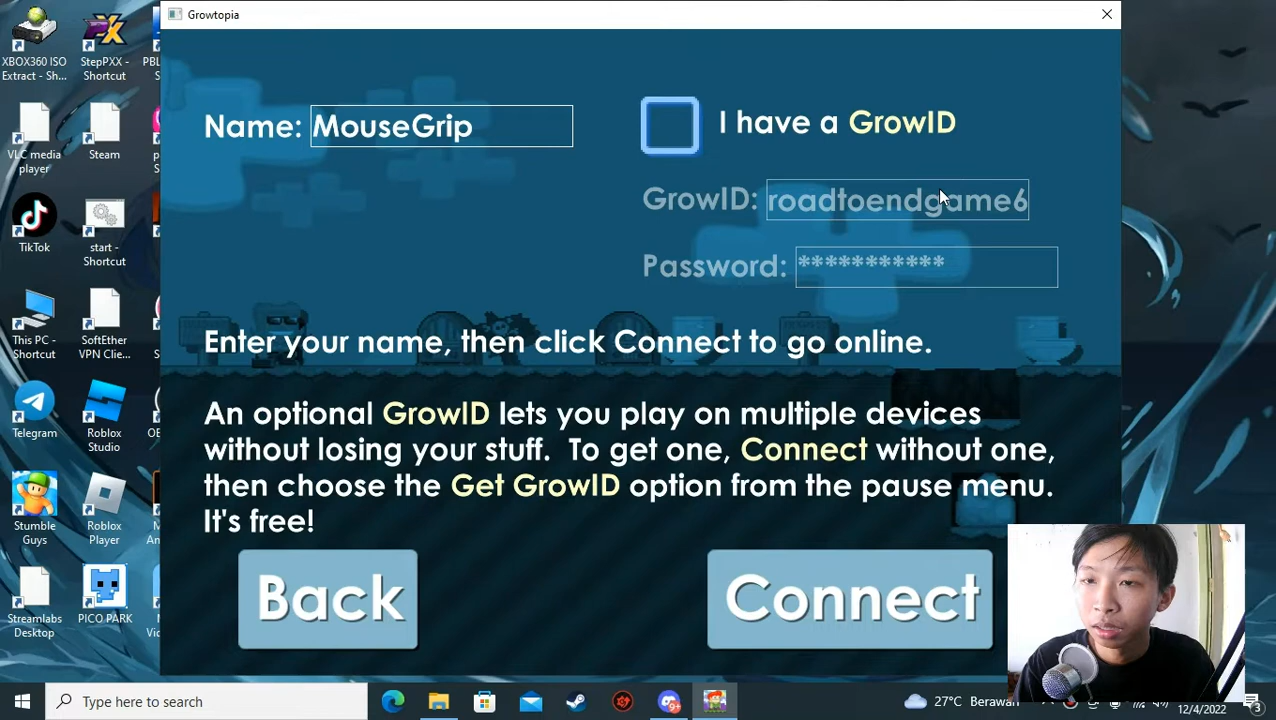 Growtopia
Name: MouseGrip
I have a GrowID
GrowID: roadtoendgame6
Password: ***********
Enter your name, then click Connect to go online.
An optional GrowID lets you play on multiple devices
without losing your stuff. To get one, Connect without one,
then choose the Get GrowID option from the pause menu.
It's free!
Back
Connect
XBOX360 ISO
Extract - Sh...
StepPXX -
Shortcut
VLC media
player
Steam
TikTok
start -
Shortcut
This PC -
Shortcut
SoftEther
VPN Clie...
Telegram
Roblox
Studio
Stumble
Guys
Roblox
Player
Streamlabs
Desktop
PICO PARK
Type here to search
27°C Berawan
12/4/2022
3